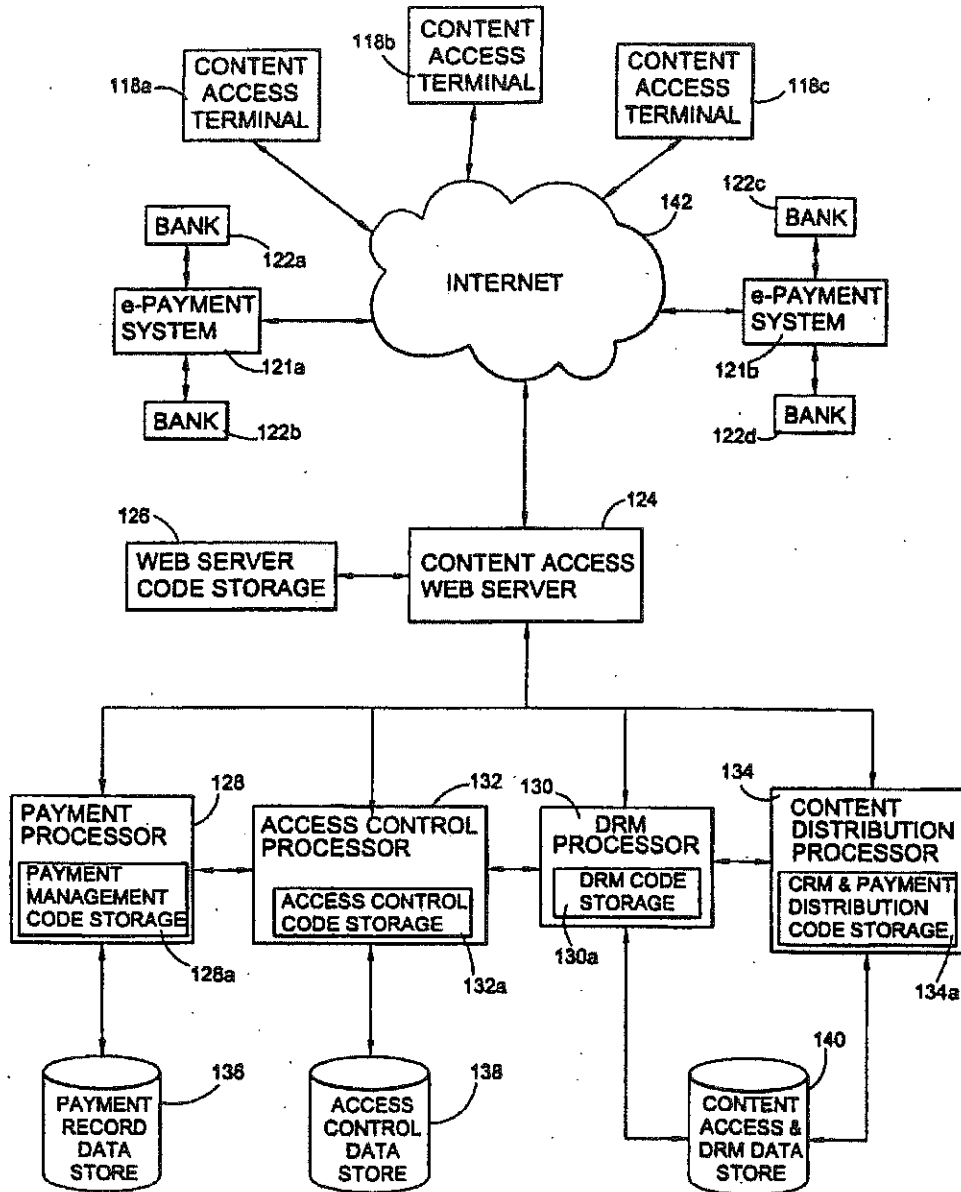 118a
CONTENT
ACCESS
TERMINAL
118b
CONTENT
ACCESS
TERMINAL
CONTENT
ACCESS
TERMINAL
118c
142
INTERNET
BANK
122a
e-PAYMENT
SYSTEM
121a
BANK
122b
122c
BANK
e-PAYMENT
SYSTEM
121b
BANK
122d
126
WEB SERVER
CODE STORAGE
124
CONTENT ACCESS
WEB SERVER
128
PAYMENT
PROCESSOR
PAYMENT
MANAGEMENT
CODE STORAGE
128a
132
ACCESS CONTROL
PROCESSOR
ACCESS CONTROL
CODE STORAGE
132a
130
DRM
PROCESSOR
DRM CODE
STORAGE
130a
134
CONTENT
DISTRIBUTION
PROCESSOR
CRM & PAYMENT
DISTRIBUTION
CODE STORAGE
134a
136
PAYMENT
RECORD
DATA
STORE
138
ACCESS
CONTROL
DATA
STORE
140
CONTENT
ACCESS &
DRM DATA
STORE